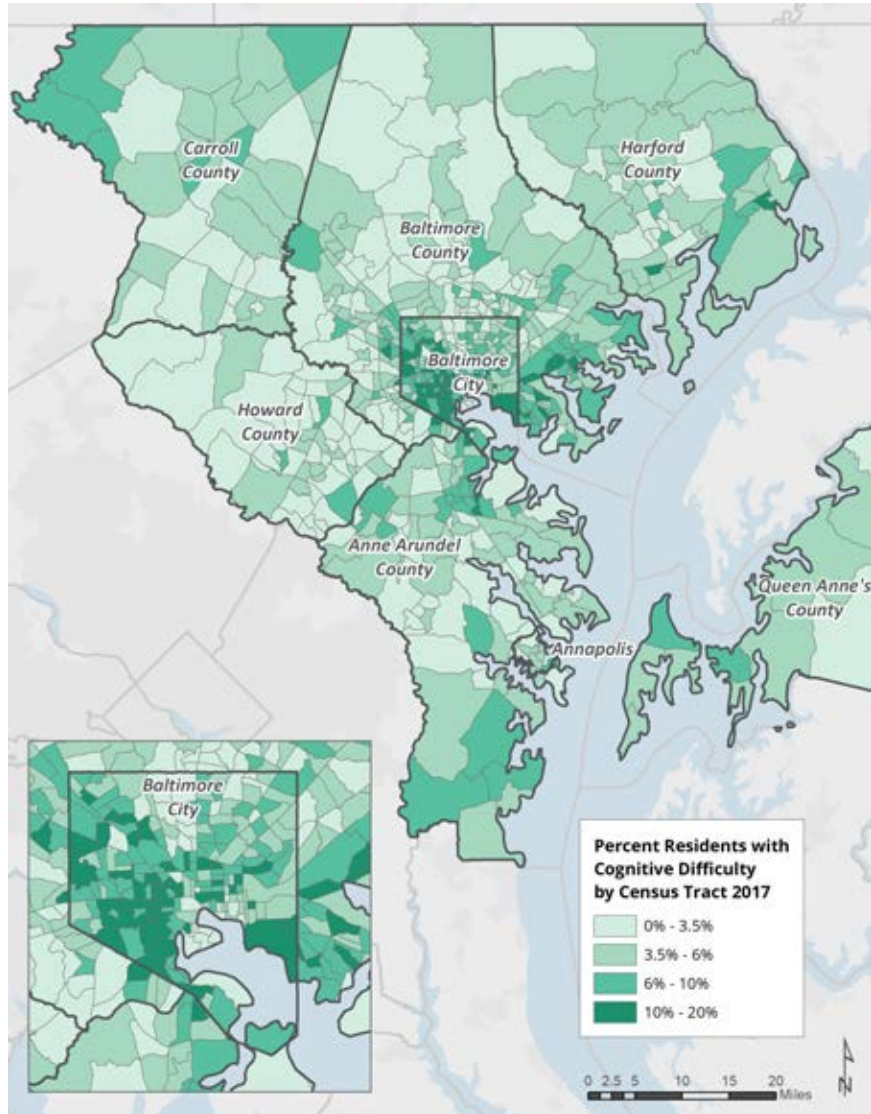 Carroll
County
Harford
County
Baltimore
County
Baltimore
City
Howard
County
Anne Arundel
County
Queen Anne's
County
Annapolis
Baltimore
City
Percent Residents with
Cognitive Difficulty
by Census Tract 2017
0% - 3.5%
3.5% - 6%
6% - 10%
10% - 20%
N
0 2.5 5 10 15 20
Miles